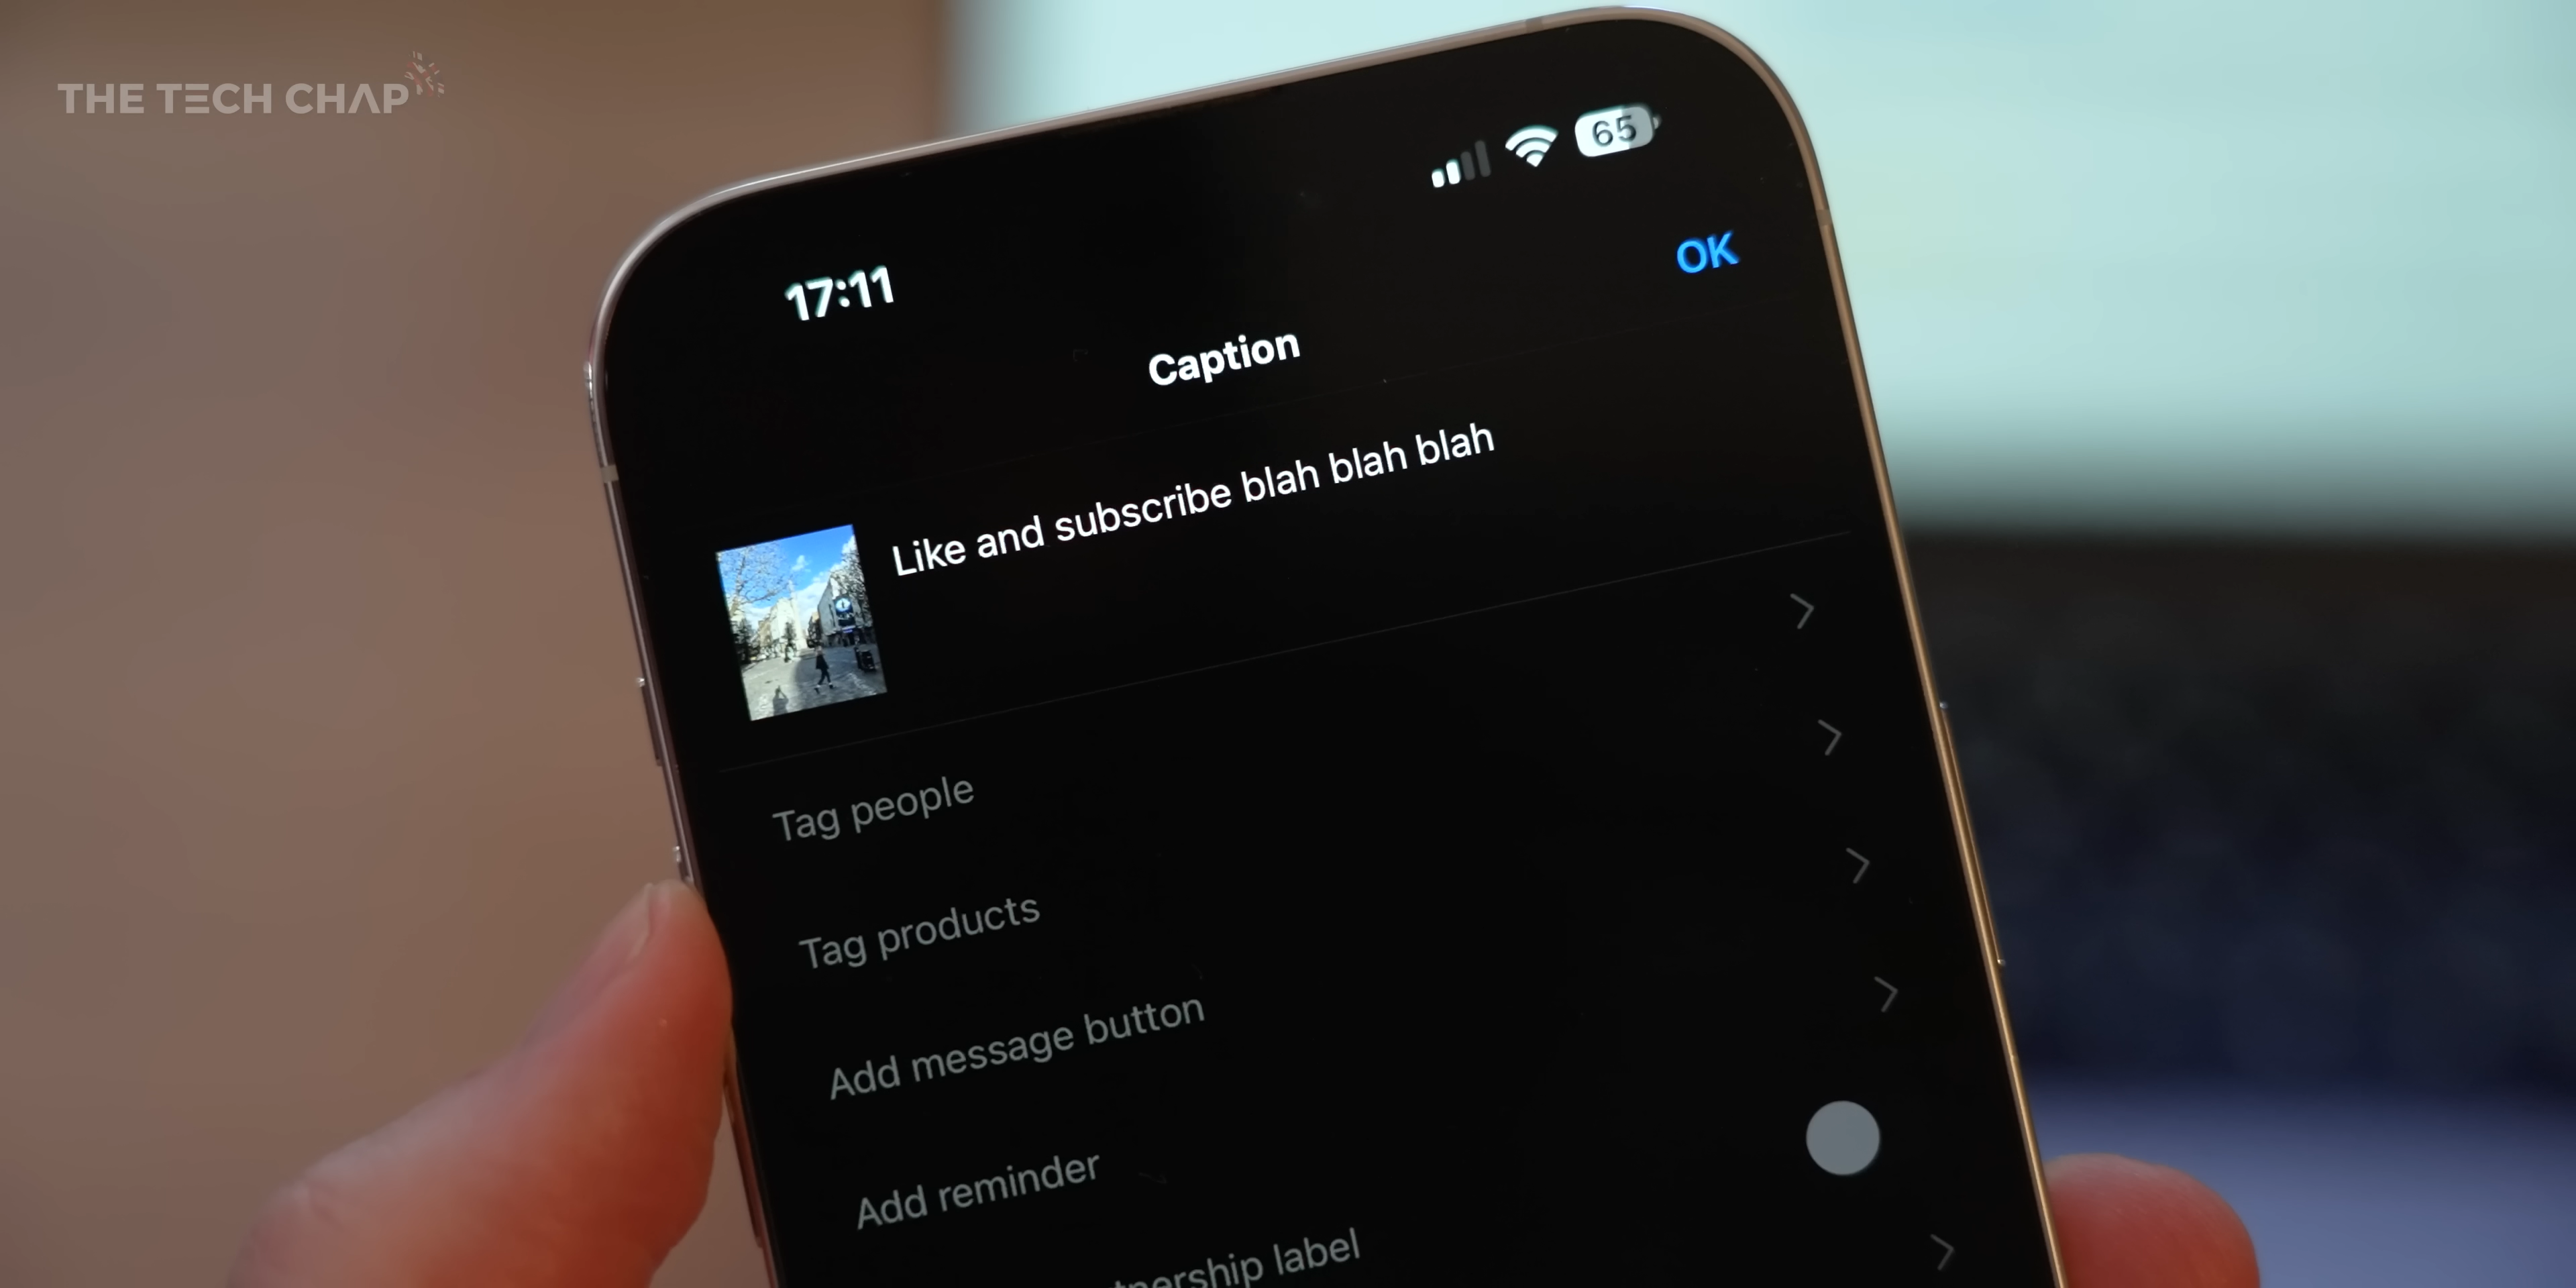 THE TECH CHAP
65
17:11
OK
Caption
Like and subscribe blah blah blah
Tag people
Tag products
Add message button
Add reminder
label